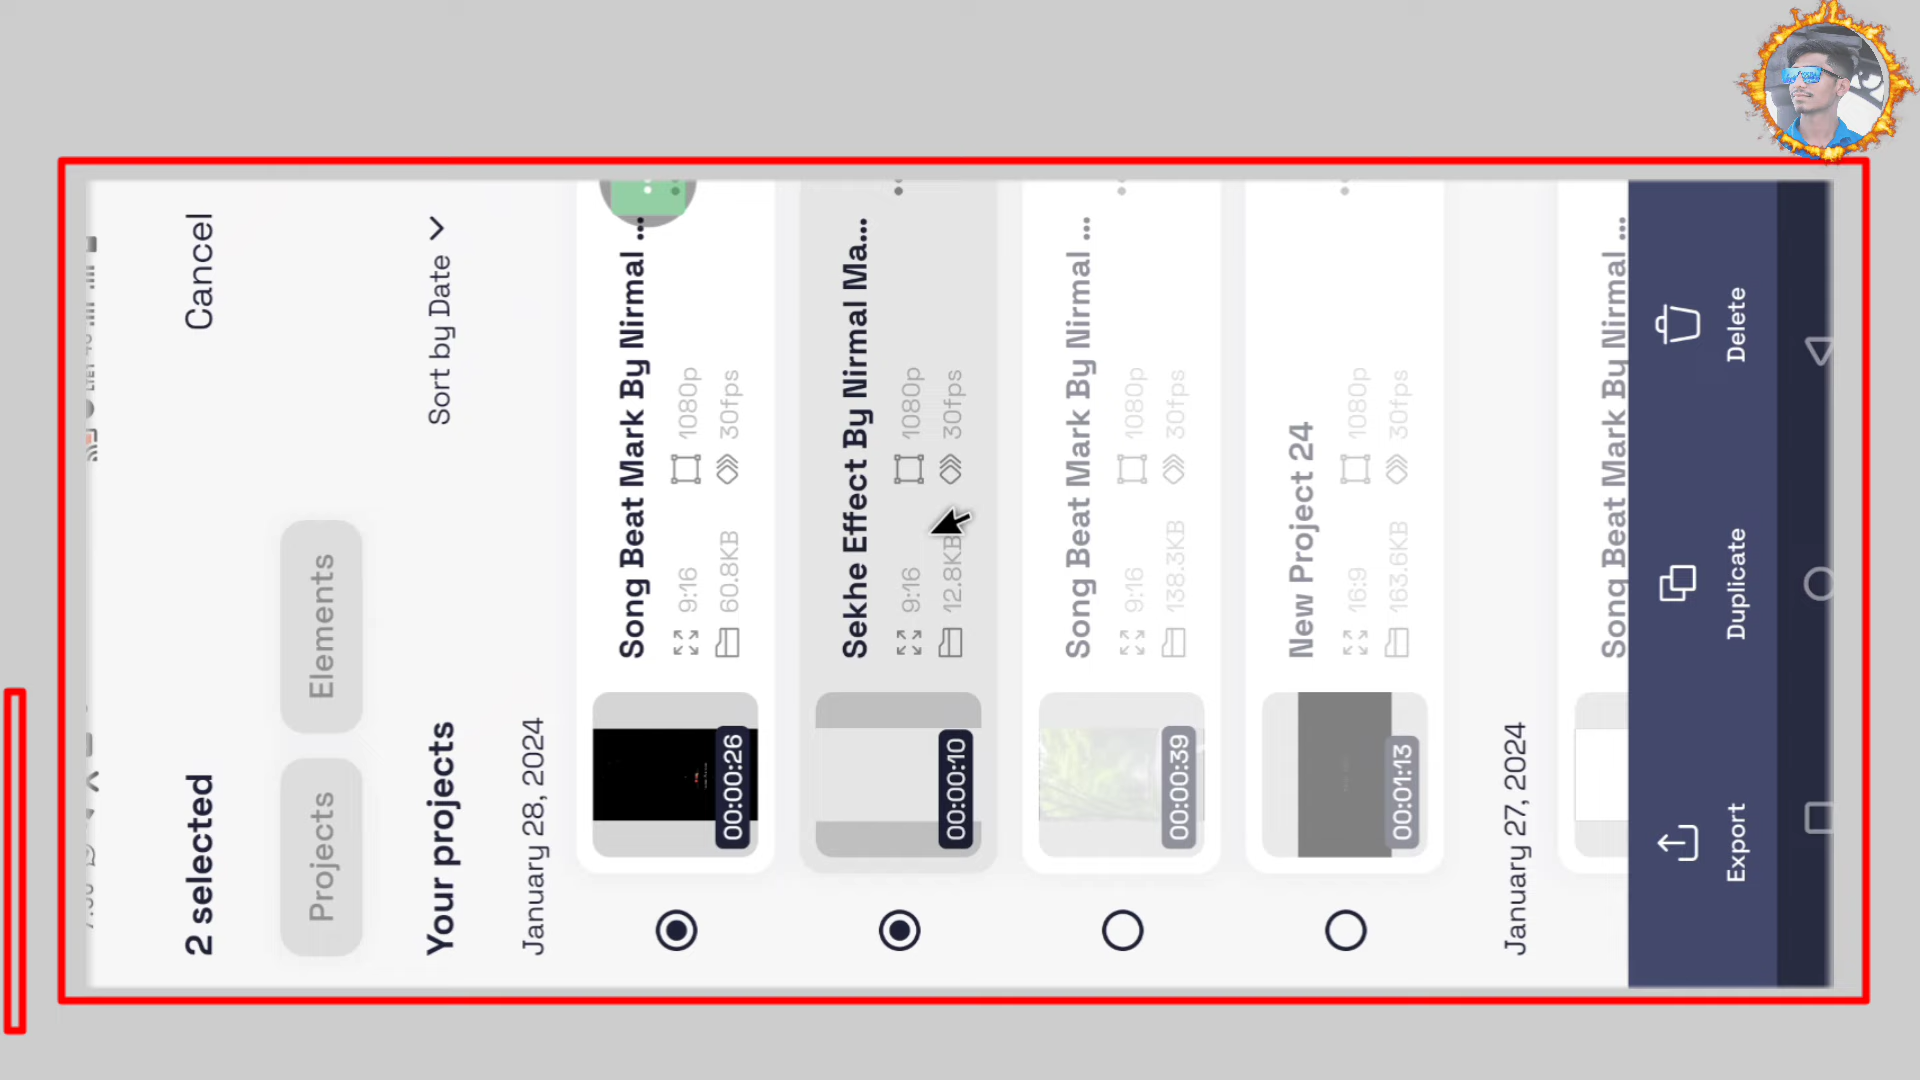 2 selected
Cancel
Projects
Elements
Your projects
Sort by Date
January 28, 2024
Song Beat Mark By Nirmal ...
9:16
1080p
60.8KB
30fps
00:00:26
Sekhe Effect By Nirmal Ma...
9:16
1080p
12.8KB
30fps
00:00:10
Song Beat Mark By Nirmal ...
9:16
1080p
138.3KB
30fps
00:00:39
New Project 24
16:9
1080p
163.6KB
30fps
00:01:13
January 27, 2024
Song Beat Mark By Nirmal ...
Export
Duplicate
Delete